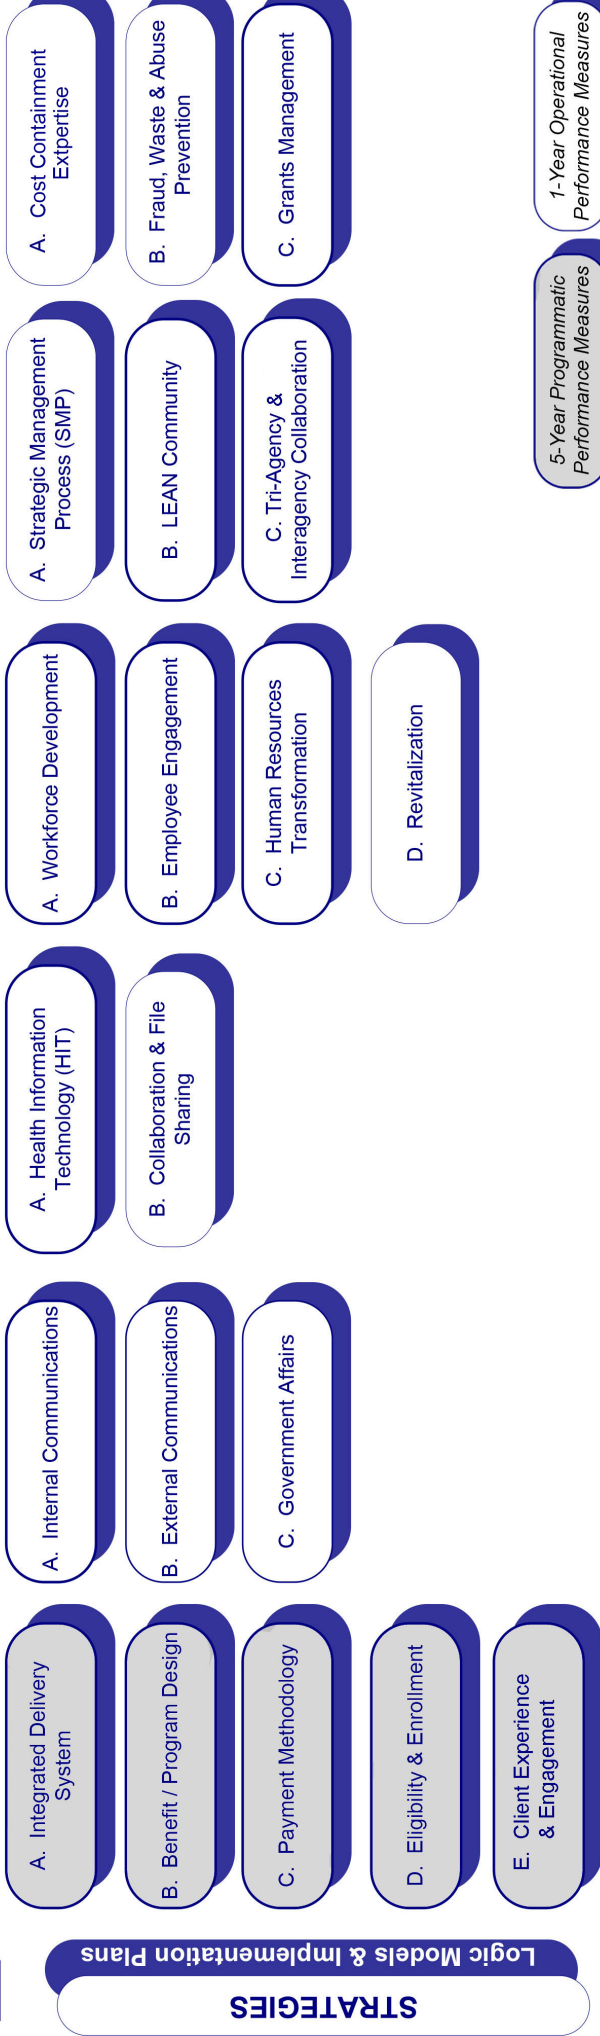 STRATEGIES
Logic Models & Implementation Plans
A. Integrated Delivery
System
B. Benefit / Program Design
C. Payment Methodology
D. Eligibility & Enrollment
E. Client Experience
& Engagement
A. Internal Communications
B. External Communications
C. Government Affairs
A. Health Information
Technology (HIT)
B. Collaboration & File
Sharing
A. Workforce Development
B. Employee Engagement
C. Human Resources
Transformation
D. Revitalization
A. Strategic Management
Process (SMP)
B. LEAN Community
C. Tri-Agency &
Interagency Collaboration
A. Cost Containment
Extpertise
B. Fraud, Waste & Abuse
Prevention
C. Grants Management
5-Year Programmatic
Performance Measures
1-Year Operational
Performance Measures